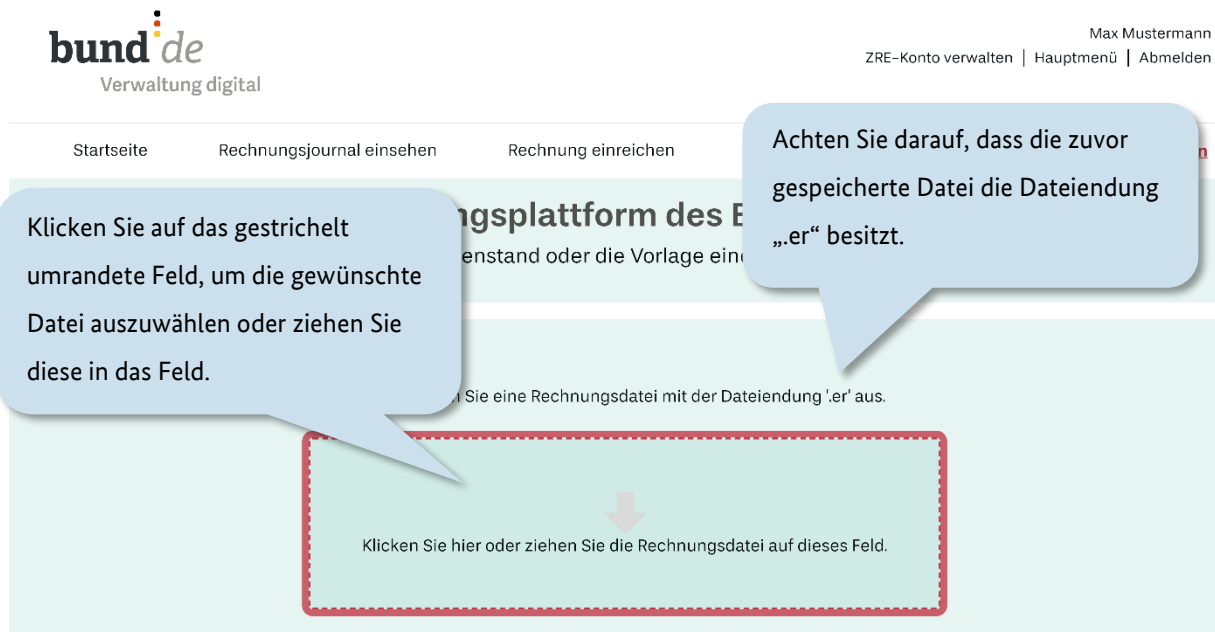 bund.de
Verwaltung digital
Max Mustermann
ZRE-Konto verwalten | Hauptmenü | Abmelden
Startseite
Rechnungsjournal einsehen
Rechnung einreichen
Achten Sie darauf, dass die zuvor
gespeicherte Datei die Dateiendung
„.er“ besitzt.
Klicken Sie auf das gestrichelt
umrandete Feld, um die gewünschte
Datei auszuwählen oder ziehen Sie
diese in das Feld.
ngsplattform des
enstand oder die Vorlage ein
Sie eine Rechnungsdatei mit der Dateiendung '.er' aus.
Klicken Sie hier oder ziehen Sie die Rechnungsdatei auf dieses Feld.